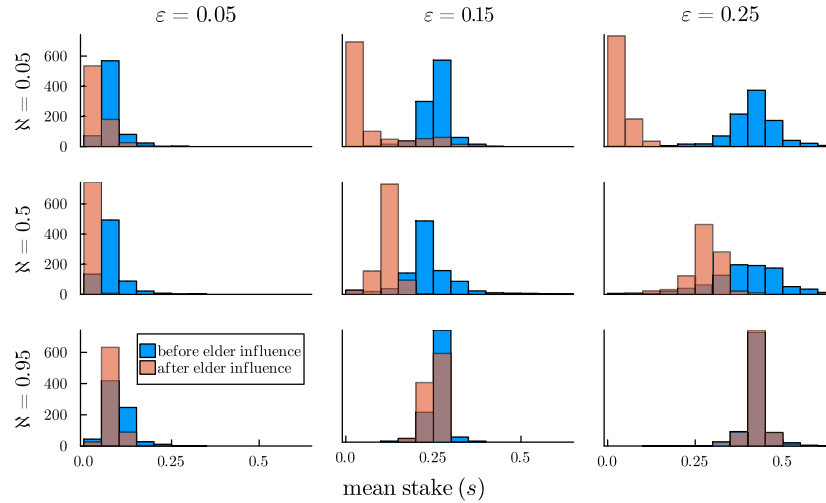 ε = 0.05 ε = 0.15 ε = 0.25
ℵ = 0.05
600
400
200
0
ℵ = 0.5
600
400
200
0
ℵ = 0.95
600
400
200
0
before elder influence
after elder influence
0.0 0.25 0.5 0.0 0.25 0.5 0.0 0.25 0.5
mean stake (s)